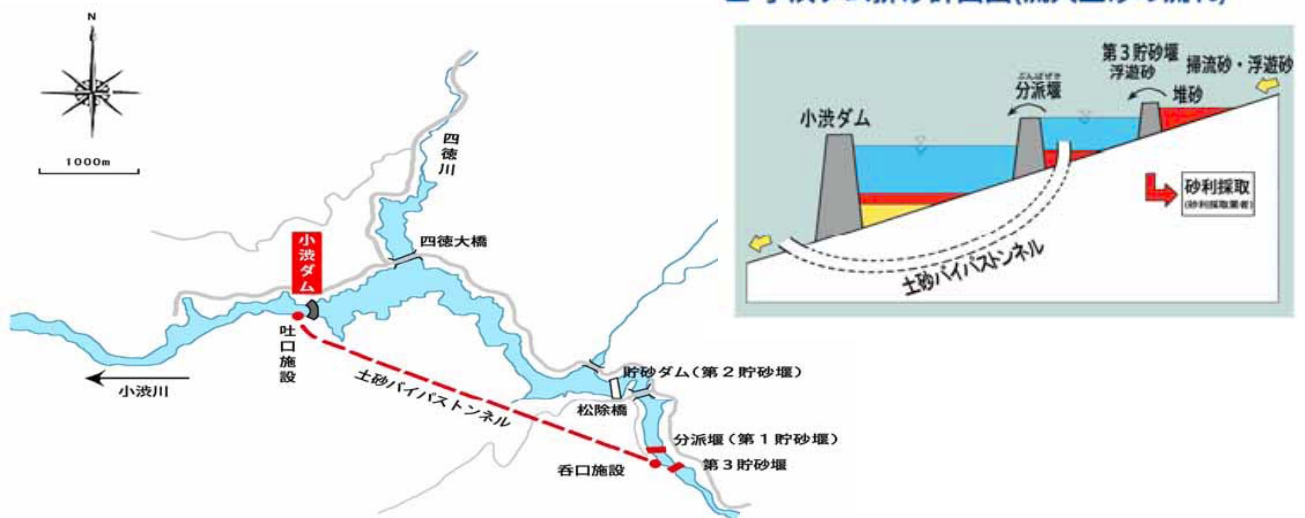 N
1000m
四徳川
四徳大橋
小渋ダム
吐口施設
小渋川
土砂バイパストンネル
貯砂ダム(第2貯砂堰)
松除橋
分派堰(第1貯砂堰)
呑口施設
第3貯砂堰
第3貯砂堰
浮遊砂
掃流砂・浮遊砂
ぶんぱぜき
分派堰
堆砂
小渋ダム
砂利採取
(砂利採取業者)
土砂バイパストンネル